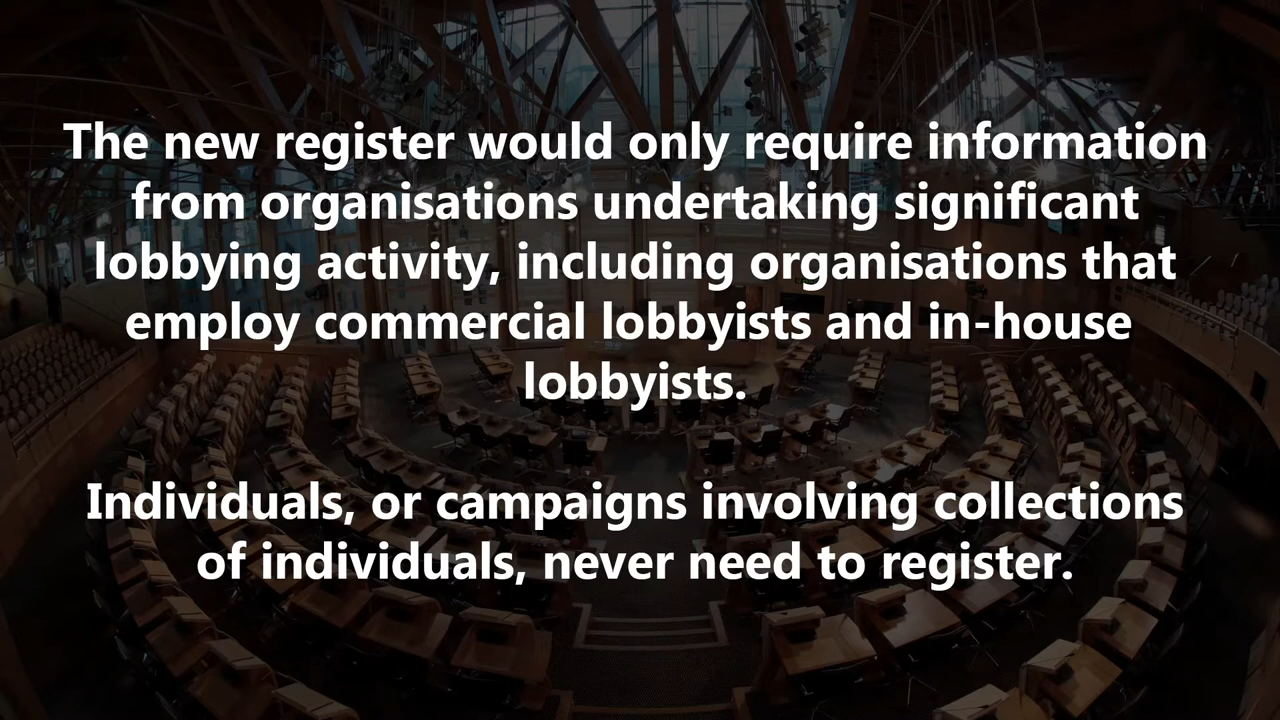 The new register would only require information
from organisations undertaking significant
lobbying activity, including organisations that
employ commercial lobbyists and in-house
lobbyists.
Individuals, or campaigns involving collections
of individuals, never need to register.